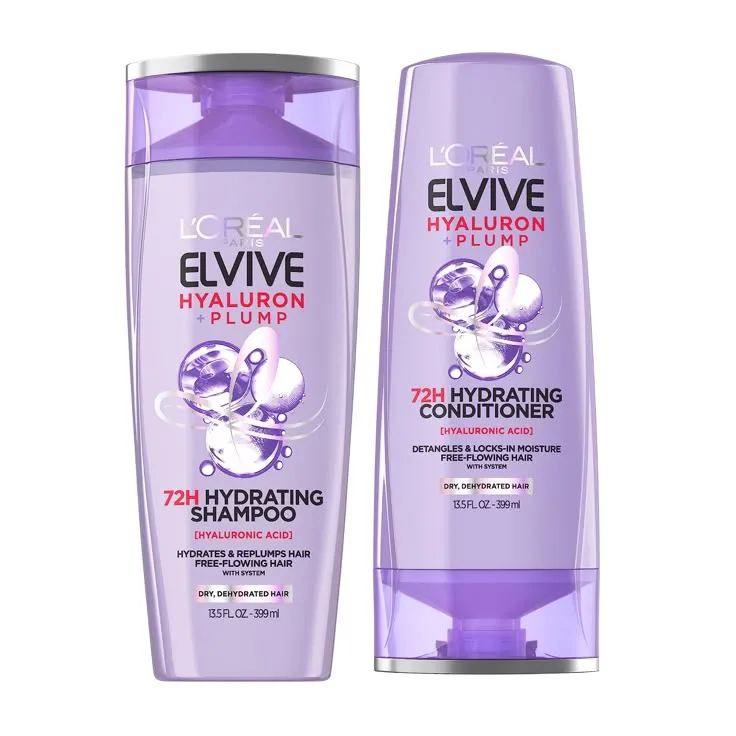 L'ORÉAL
PARIS
ELVIVE
HYALURON
+ PLUMP
72H HYDRATING
SHAMPOO
[HYALURONIC ACID]
HYDRATES & REPLUMPS HAIR
FREE-FLOWING HAIR
WITH SYSTEM
DRY, DEHYDRATED HAIR
13.5 FL. OZ. - 399 ml
L'ORÉAL
PARIS
ELVIVE
HYALURON
+ PLUMP
72H HYDRATING
CONDITIONER
[HYALURONIC ACID]
DETANGLES & LOCKS-IN MOISTURE
FREE-FLOWING HAIR
WITH SYSTEM
DRY, DEHYDRATED HAIR
13.5 FL. OZ. - 399 ml